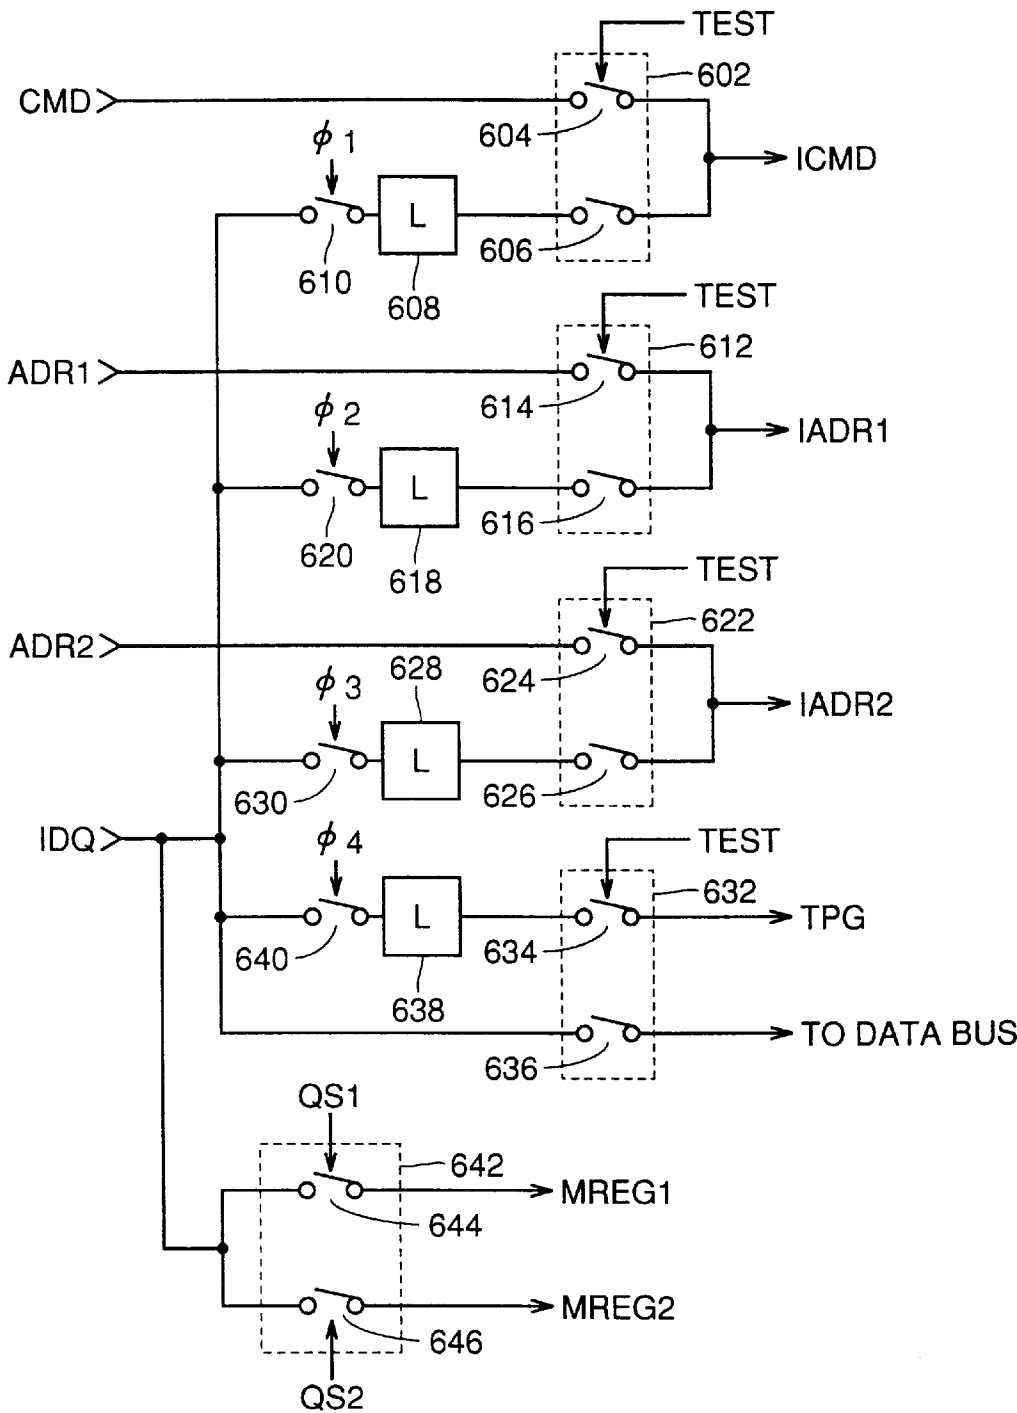 TEST
602
CMD
604
ϕ 1
ICMD
L
606
610
608
TEST
612
ADR1
614
ϕ 2
IADR1
L
616
620
618
TEST
622
ADR2
628
624
ϕ 3
IADR2
L
630
626
IDQ
ϕ 4
TEST
632
L
TPG
640
634
638
TO DATA BUS
636
QS1
642
MREG1
644
MREG2
646
QS2